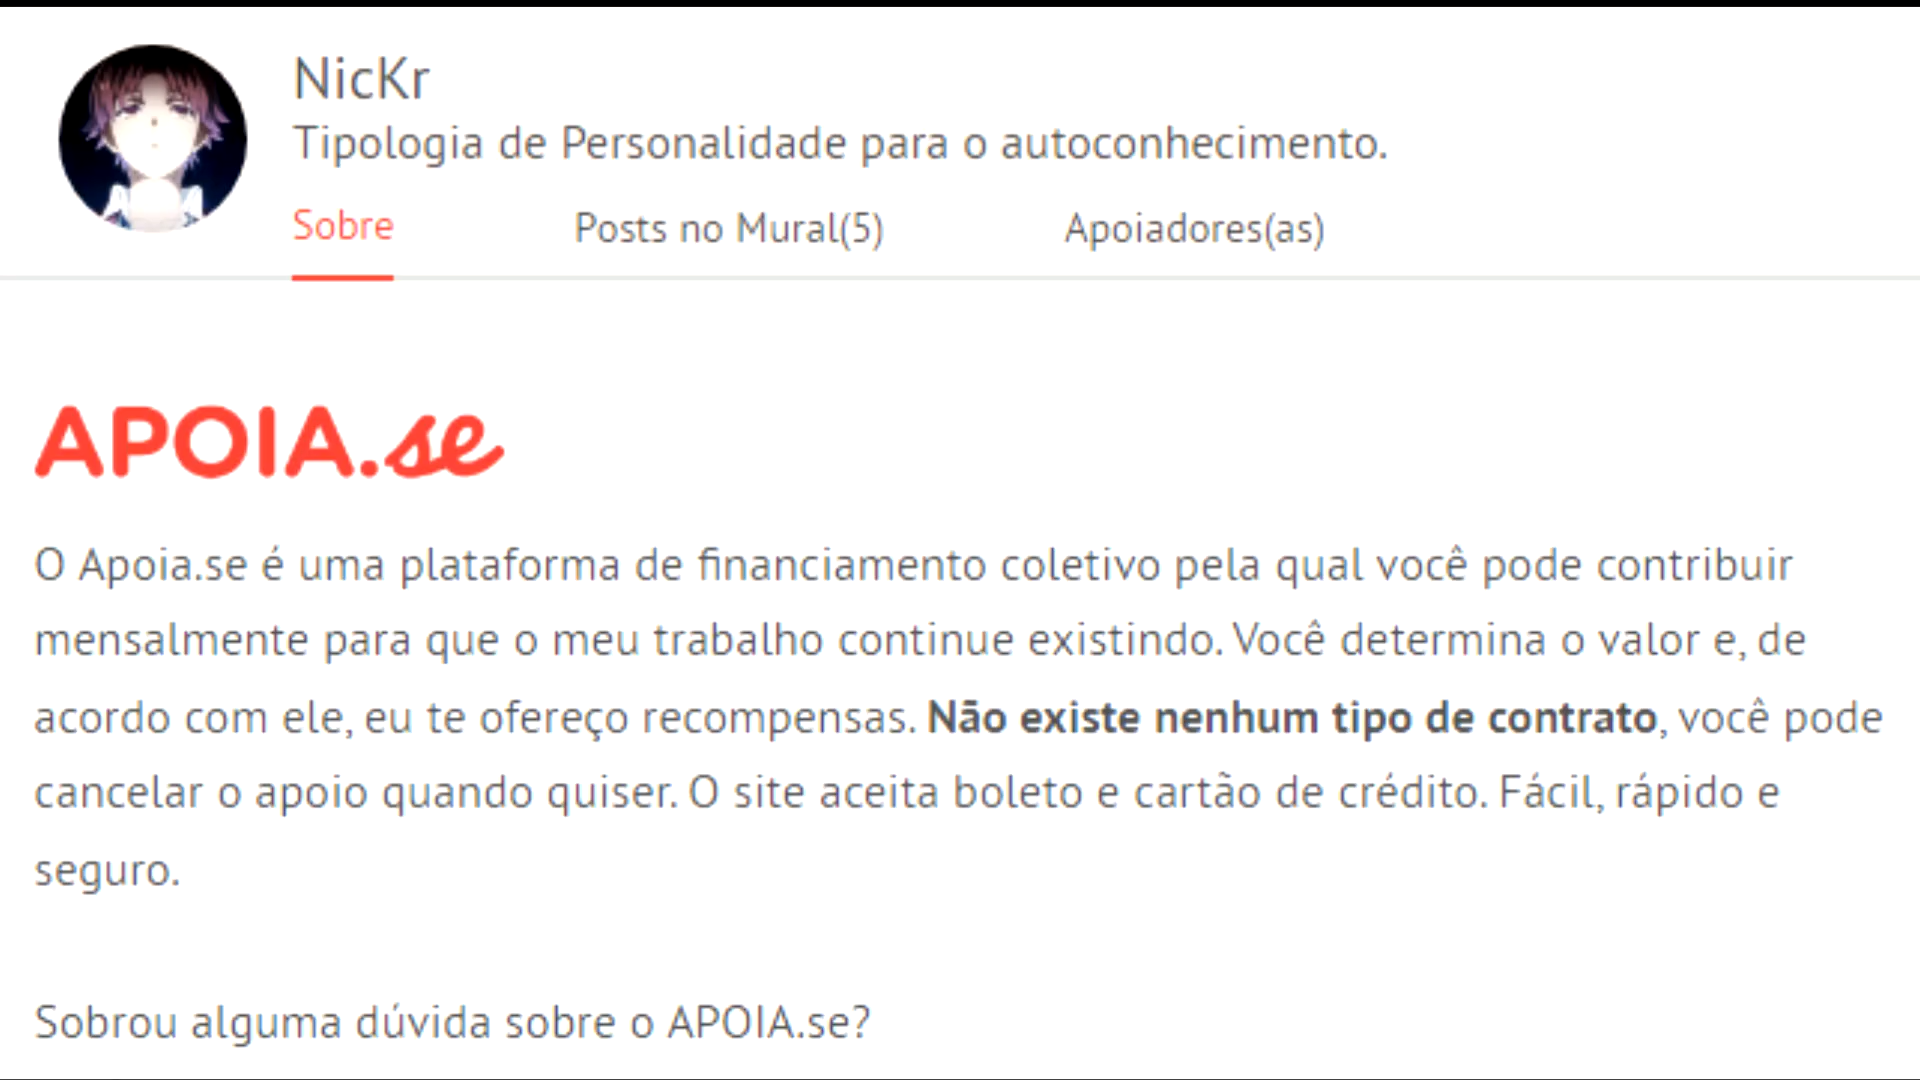 NicKr
Tipologia de Personalidade para o autoconhecimento.
Sobre Posts no Mural(5) Apoiadores(as)
APOIA.se
O Apoia.se é uma plataforma de financiamento coletivo pela qual você pode contribuir
mensalmente para que o meu trabalho continue existindo. Você determina o valor e, de
acordo com ele, eu te ofereço recompensas. Não existe nenhum tipo de contrato, você pode
cancelar o apoio quando quiser. O site aceita boleto e cartão de crédito. Fácil, rápido e
seguro.
Sobrou alguma dúvida sobre o APOIA.se?